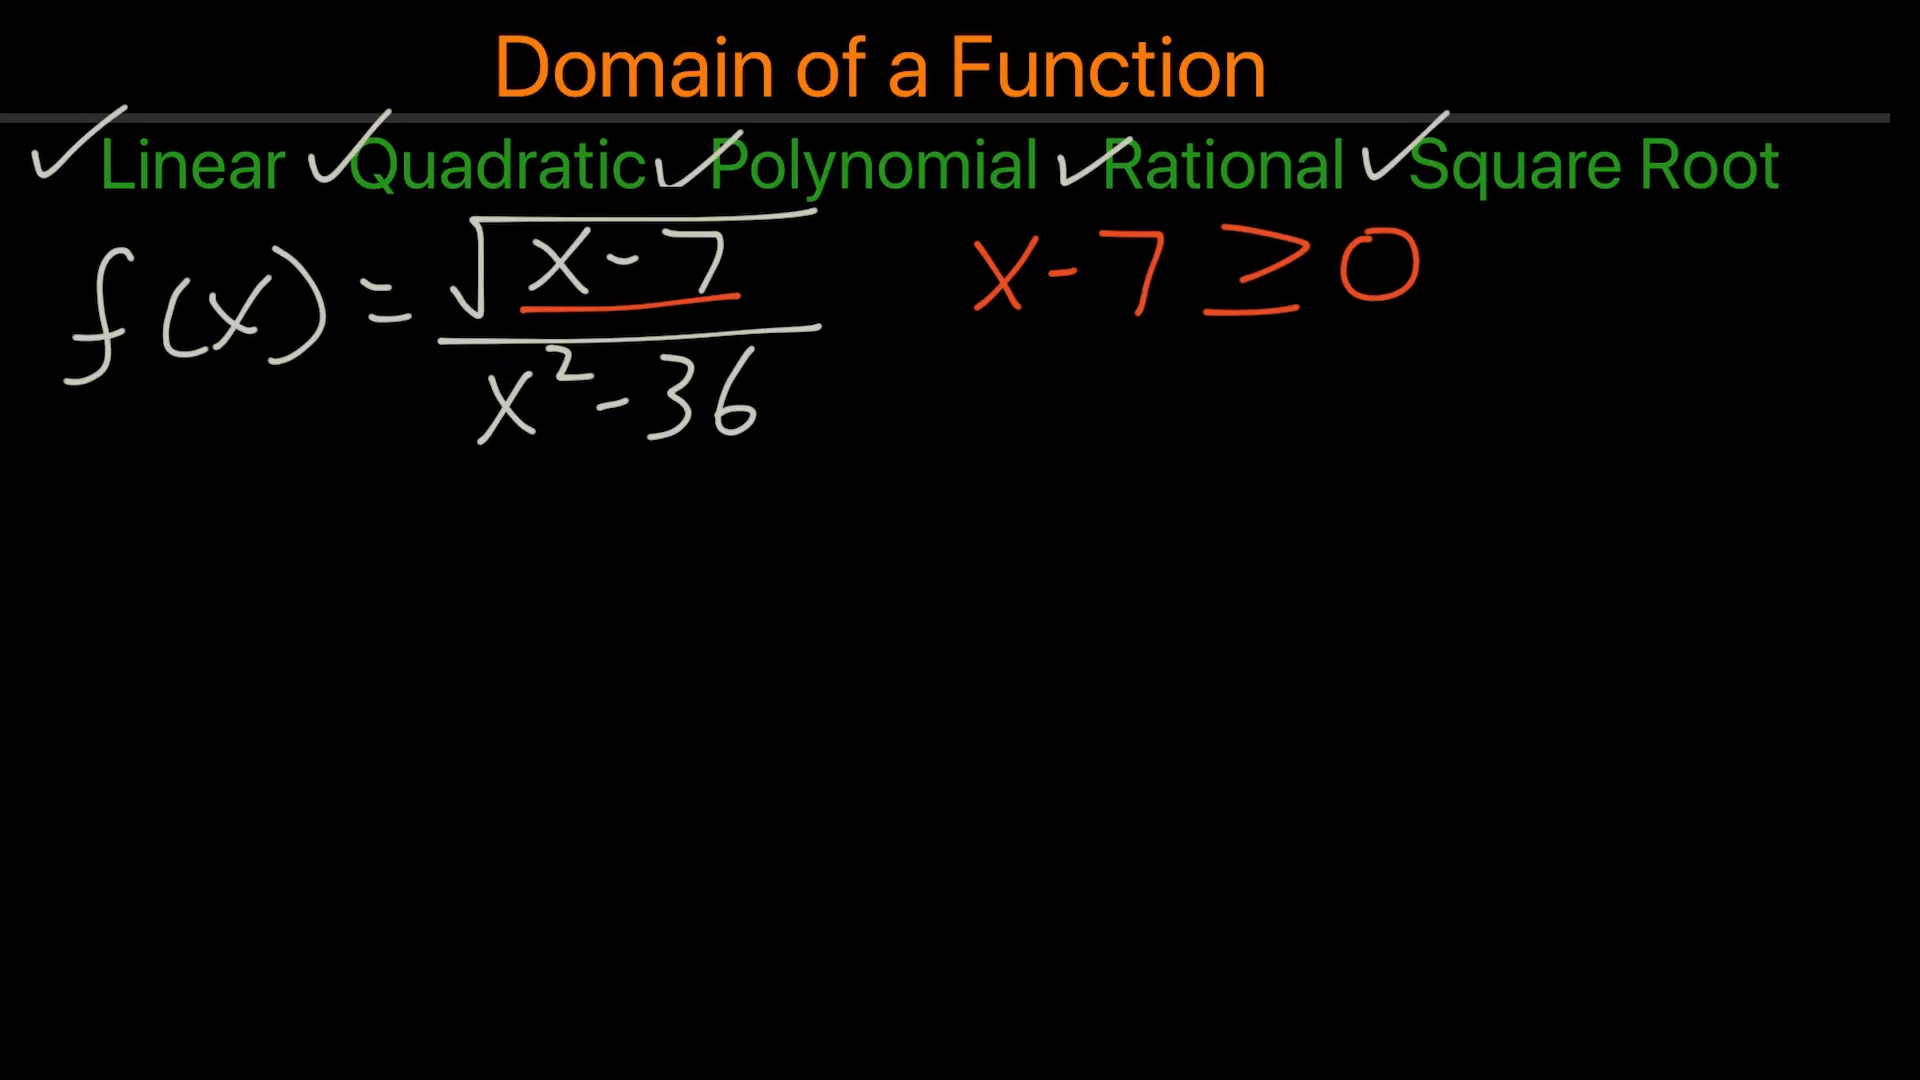 Domain of a Function
✓Linear ✓Quadratic ✓Polynomial ✓Rational ✓Square Root
f(x) = √(x-7) / (x²-36)
x-7 ≥ 0